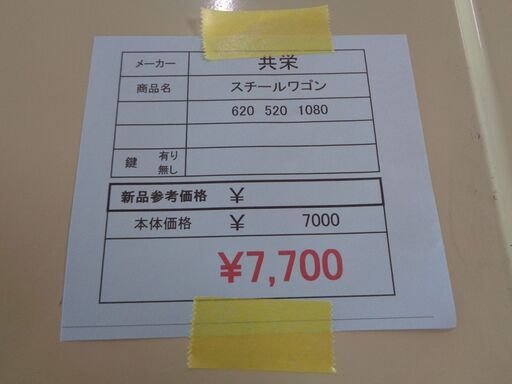 メーカー 共栄
商品名 スチールワゴン
620 520 1080
鍵 有り
無し
新品参考価格 ¥
本体価格 ¥ 7000
¥7,700